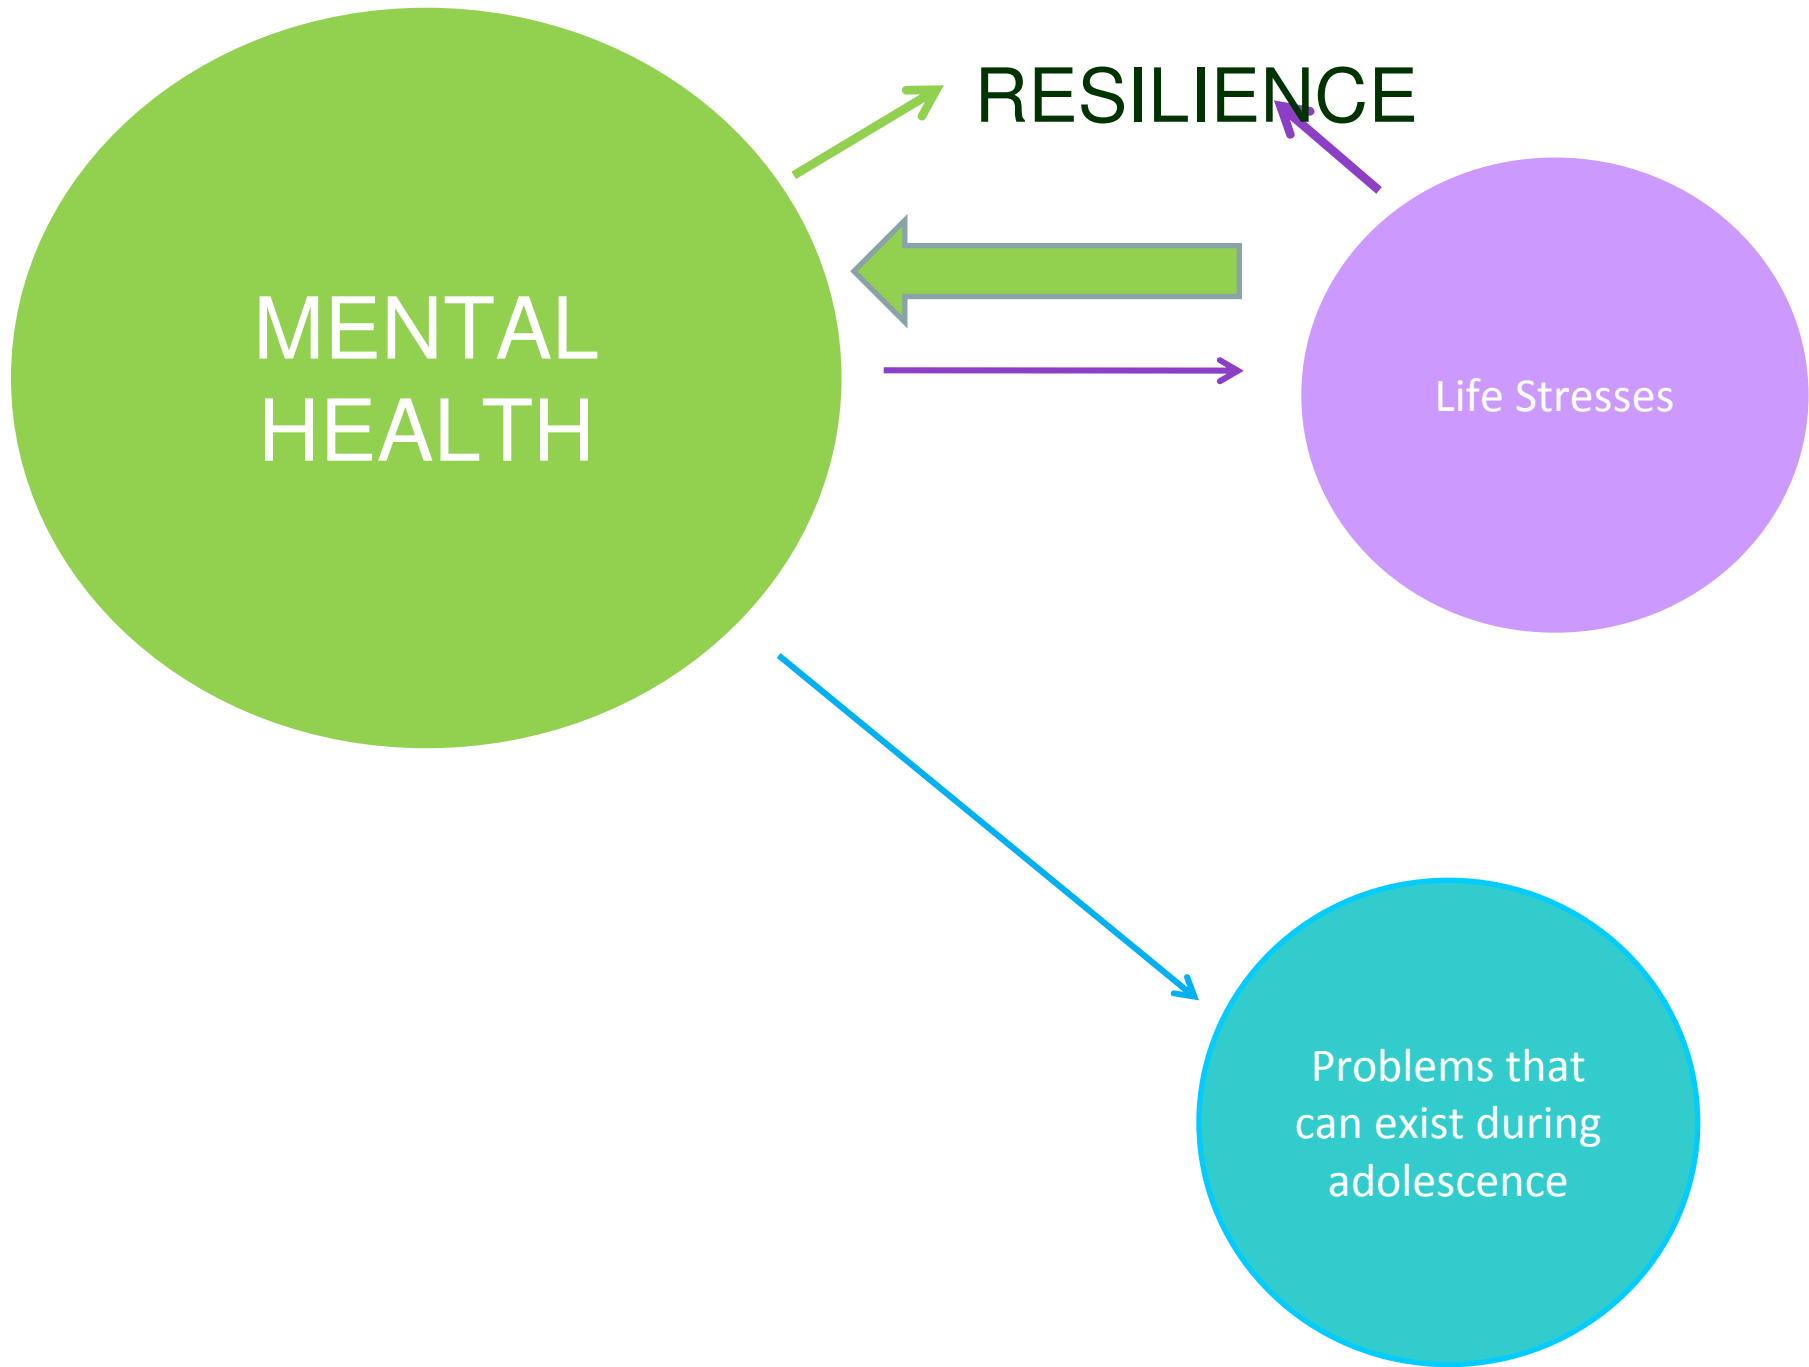 RESILIENCE
MENTAL
HEALTH
Life Stresses
Problems that
can exist during
adolescence